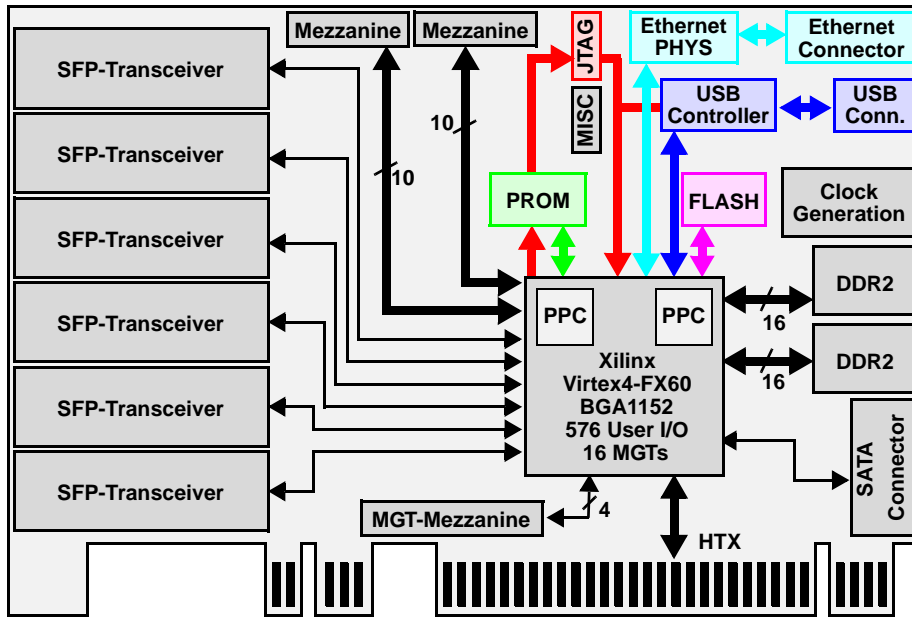 Mezzanine
Mezzanine
JTAG
Ethernet
PHYS
Ethernet
Connector
SFP-Transceiver
USB
Controller
USB
Conn.
MISC
10
10
SFP-Transceiver
PROM
FLASH
Clock
Generation
SFP-Transceiver
DDR2
PPC
PPC
16
SFP-Transceiver
Xilinx
Virtex4-FX60
BGA1152
576 User I/O
16 MGTs
DDR2
16
SFP-Transceiver
SATA
Connector
SFP-Transceiver
MGT-Mezzanine
4
HTX